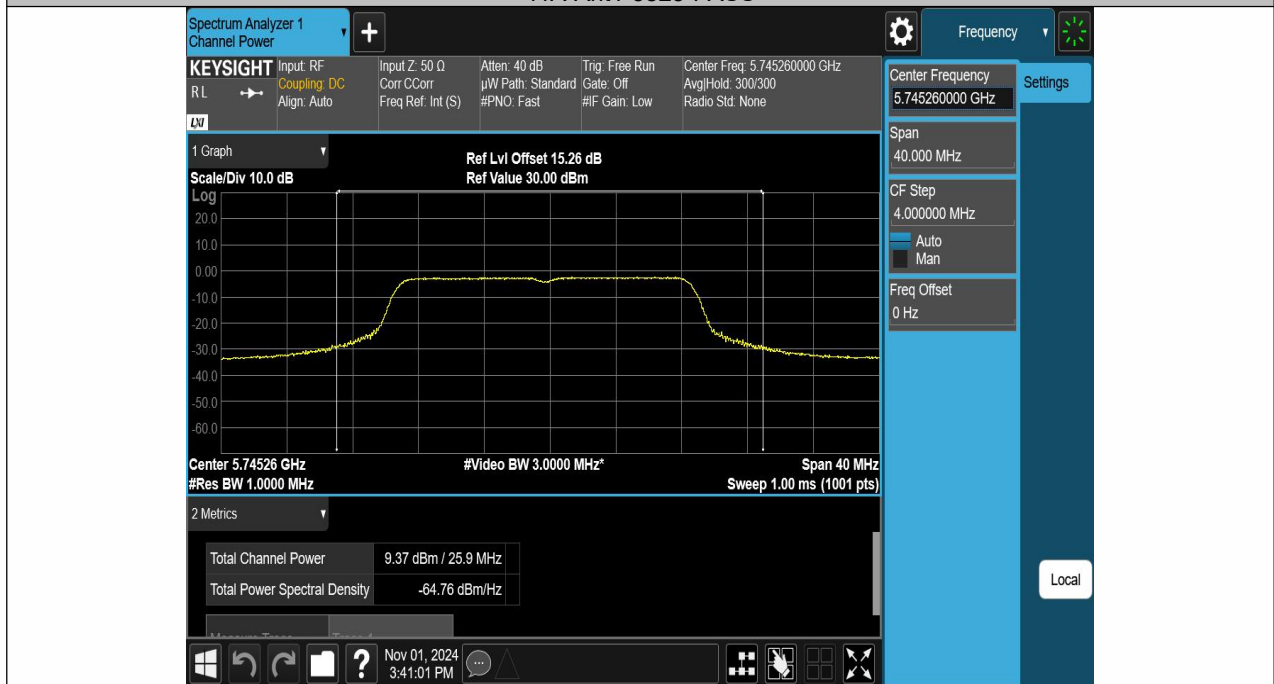 Spectrum Analyzer 1
Channel Power
+
Frequency
KEYSIGHT
RL
LXI
Input: RF
Coupling: DC
Align: Auto
Input Z: 50 Ω
Corr CCorr
Freq Ref: Int (S)
Atten: 40 dB
µW Path: Standard
#PNO: Fast
Trig: Free Run
Gate: Off
#IF Gain: Low
Center Freq: 5.745260000 GHz
Avg|Hold: 300/300
Radio Std: None
Center Frequency
5.745260000 GHz
Settings
Span
40.000 MHz
CF Step
4.000000 MHz
Auto
Man
Freq Offset
0 Hz
1 Graph
Scale/Div 10.0 dB
Ref Lvl Offset 15.26 dB
Ref Value 30.00 dBm
Log
20.0
10.0
0.00
-10.0
-20.0
-30.0
-40.0
-50.0
-60.0
Center 5.74526 GHz
#Video BW 3.0000 MHz*
Span 40 MHz
#Res BW 1.0000 MHz
Sweep 1.00 ms (1001 pts)
2 Metrics
Total Channel Power 9.37 dBm / 25.9 MHz
Total Power Spectral Density -64.76 dBm/Hz
Local
?
Nov 01, 2024
3:41:01 PM